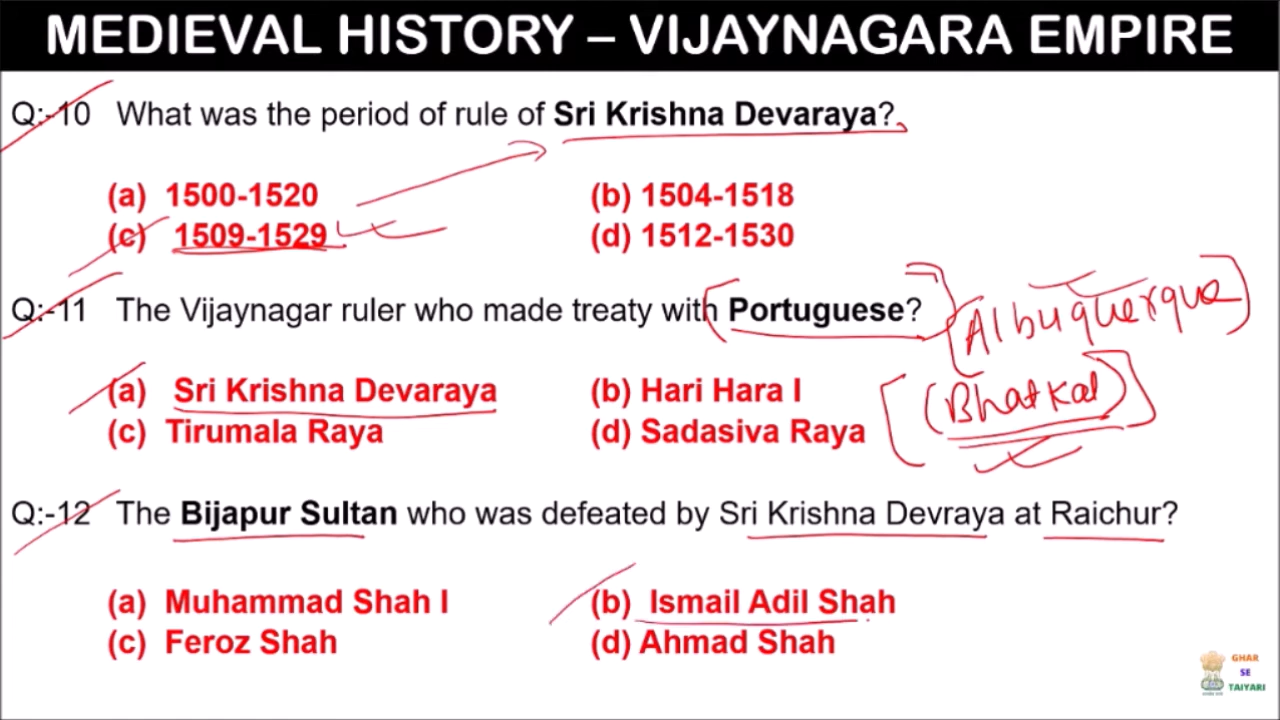 MEDIEVAL HISTORY – VIJAYNAGARA EMPIRE
Q:-10 What was the period of rule of Sri Krishna Devaraya?
(a) 1500-1520 (b) 1504-1518
(c) 1509-1529 (d) 1512-1530
Q:-11 The Vijaynagar ruler who made treaty with Portuguese?
Albuquerque
(a) Sri Krishna Devaraya (b) Hari Hara I
(Bhatkal)
(c) Tirumala Raya (d) Sadasiva Raya
Q:-12 The Bijapur Sultan who was defeated by Sri Krishna Devraya at Raichur?
(a) Muhammad Shah I (b) Ismail Adil Shah
(c) Feroz Shah (d) Ahmad Shah
GHAR
SE
TAIYARI